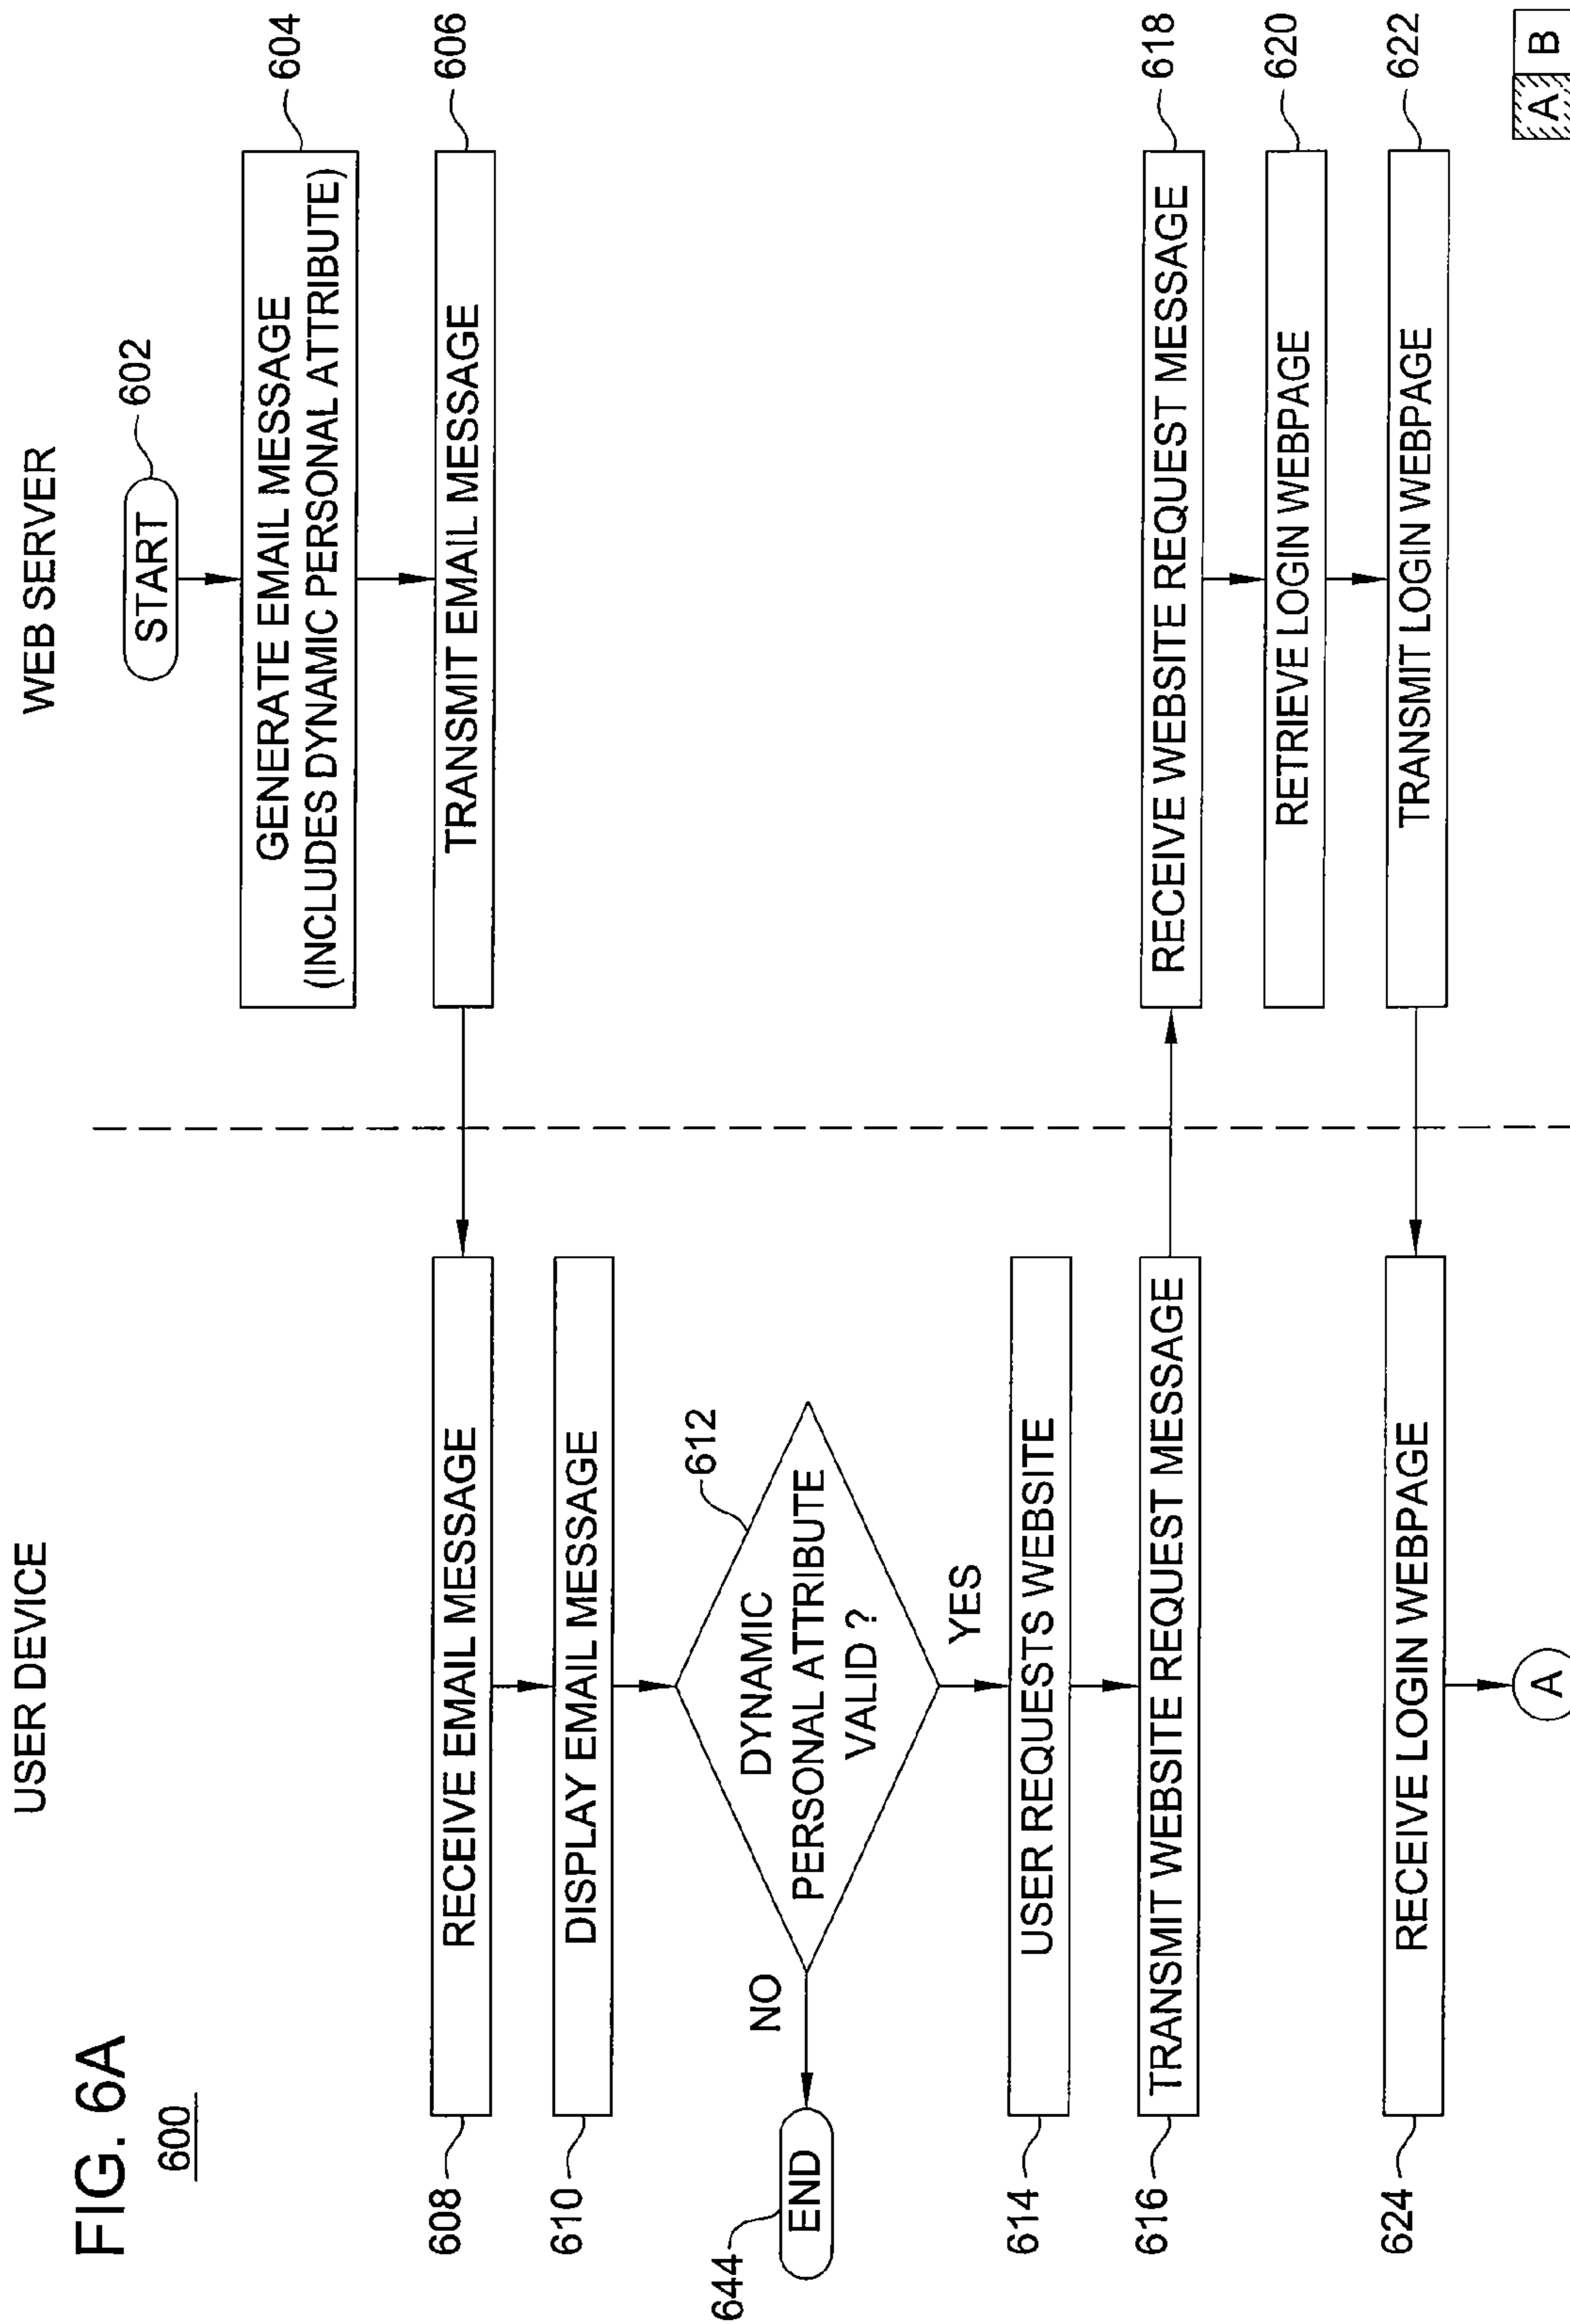 FIG. 6A
600
USER DEVICE
WEB SERVER
START
602
GENERATE EMAIL MESSAGE
(INCLUDES DYNAMIC PERSONAL ATTRIBUTE)
604
608
RECEIVE EMAIL MESSAGE
TRANSMIT EMAIL MESSAGE
606
610
DISPLAY EMAIL MESSAGE
612
DYNAMIC
PERSONAL ATTRIBUTE
VALID ?
NO
644
END
YES
614
USER REQUESTS WEBSITE
616
TRANSMIT WEBSITE REQUEST MESSAGE
RECEIVE WEBSITE REQUEST MESSAGE
618
RETRIEVE LOGIN WEBPAGE
620
624
RECEIVE LOGIN WEBPAGE
TRANSMIT LOGIN WEBPAGE
622
A
A
B